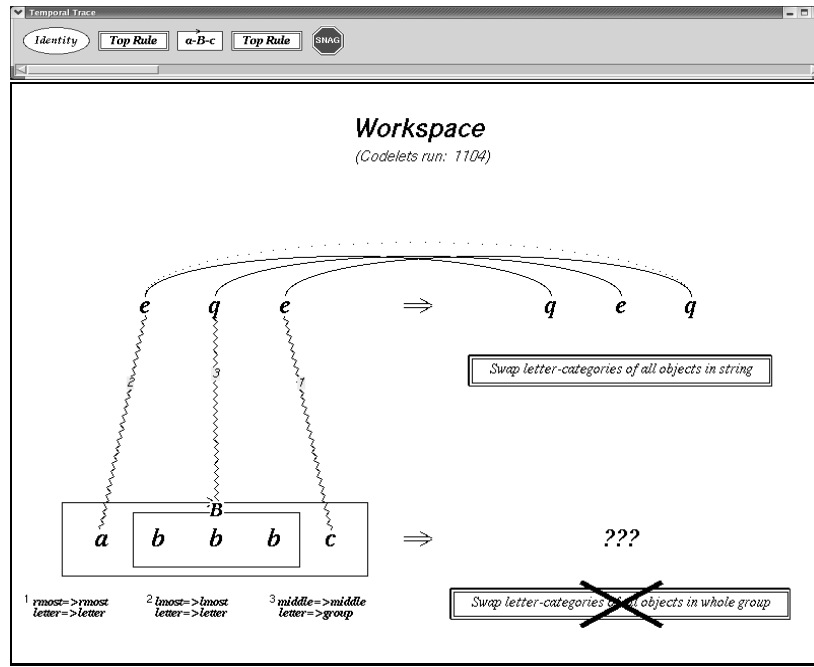 Temporal Trace
Identity Top Rule a-B-c Top Rule SNAG
Workspace
(Codelets run: 1104)
e q e ⇒ q e q
2 3 1
Swap letter-categories of all objects in string
B
a b b b c ⇒ ???
1 rmost=>rmost 2 lmost=>lmost 3 middle=>middle
letter=>letter letter=>letter letter=>group
Swap letter-categories of all objects in whole group